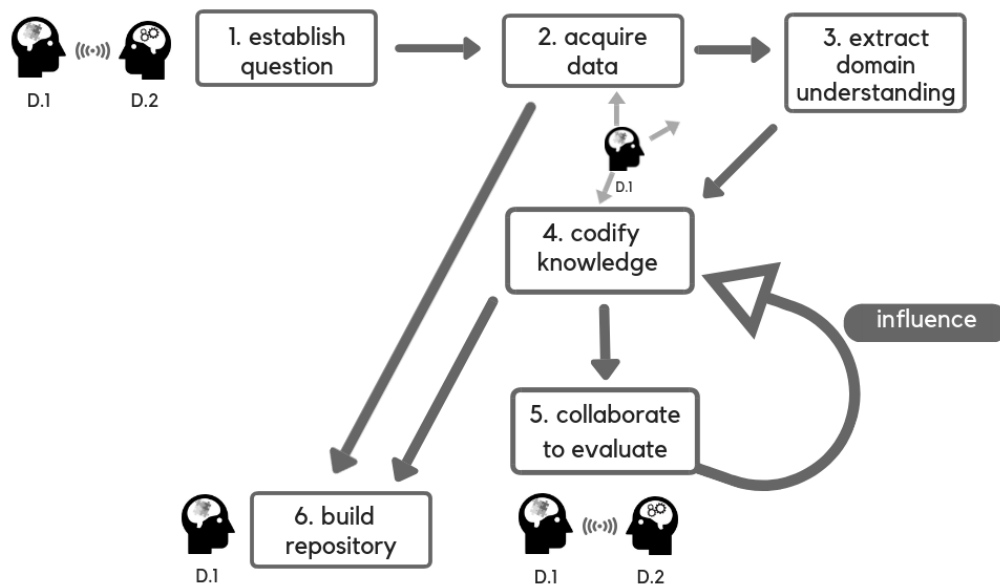 1. establish
question
2. acquire
data
3. extract
domain
understanding
D.1
D.2
D.1
4. codify
knowledge
influence
5. collaborate
to evaluate
6. build
repository
D.1
D.1
D.2